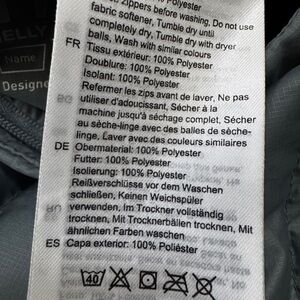 zippers before washing. Do not use
fabric softener, Tumble dry until
completely dry, Tumble dry with dryer
balls, Wash with similar colours
FR Tissu extérieur: 100% Polyester
Doublure: 100% Polyester
Isolant: 100% Polyester
Refermer les zips avant de laver, Ne pas
utiliser d'adoucissant, Sécher à la
machine jusqu'à séchage complet, Sécher
au sèche-linge avec des balles de sèche-
linge. Laver avec des couleurs similaires
DE Obermaterial: 100% Polyester
Futter: 100% Polyester
Isolierung: 100% Polyester
Reißverschlüsse vor dem Waschen
schließen, Keinen Weichspüler
verwenden, im Trockner vollständig
trocknen, Mit Trocknerbällen trocknen, Mit
ähnlichen Farben waschen
ES Capa exterior: 100% Poliéster
40
HELLY
Name
Designe